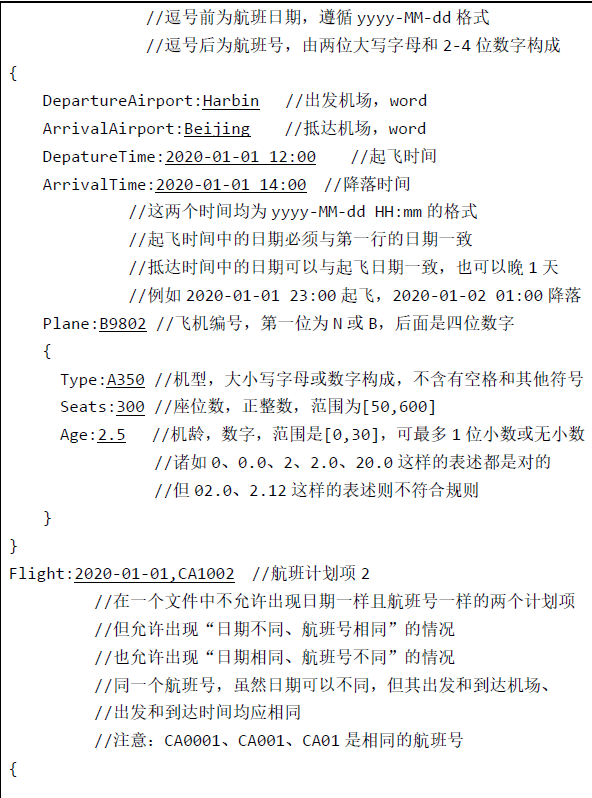 //逗号前为航班日期，遵循 yyyy-MM-dd 格式
//逗号后为航班号，由两位大写字母和 2-4 位数字构成
{
DepartureAirport:Harbin //出发机场，word
ArrivalAirport:Beijing //抵达机场，word
DepatureTime:2020-01-01 12:00 //起飞时间
ArrivalTime:2020-01-01 14:00 //降落时间
//这两个时间均为 yyyy-MM-dd HH:mm 的格式
//起飞时间中的日期必须与第一行的日期一致
//抵达时间中的日期可以与起飞日期一致，也可以晚 1 天
//例如 2020-01-01 23:00 起飞，2020-01-02 01:00 降落
Plane:B9802 //飞机编号，第一位为 N 或 B，后面是四位数字
{
Type:A350 //机型，大小写字母或数字构成，不含有空格和其他符号
Seats:300 //座位数，正整数，范围为[50,600]
Age:2.5 //机龄，数字，范围是[0,30]，可最多 1 位小数或无小数
//诸如 0、0.0、2、2.0、20.0 这样的表述都是对的
//但 02.0、2.12 这样的表述则不符合规则
}
}
Flight:2020-01-01,CA1002 //航班计划项 2
//在一个文件中不允许出现日期一样且航班号一样的两个计划项
//但允许出现“日期不同、航班号相同”的情况
//也允许出现“日期相同、航班号不同”的情况
//同一个航班号，虽然日期可以不同，但其出发和到达机场、
//出发和到达时间均应相同
//注意：CA0001、CA001、CA01 是相同的航班号
{